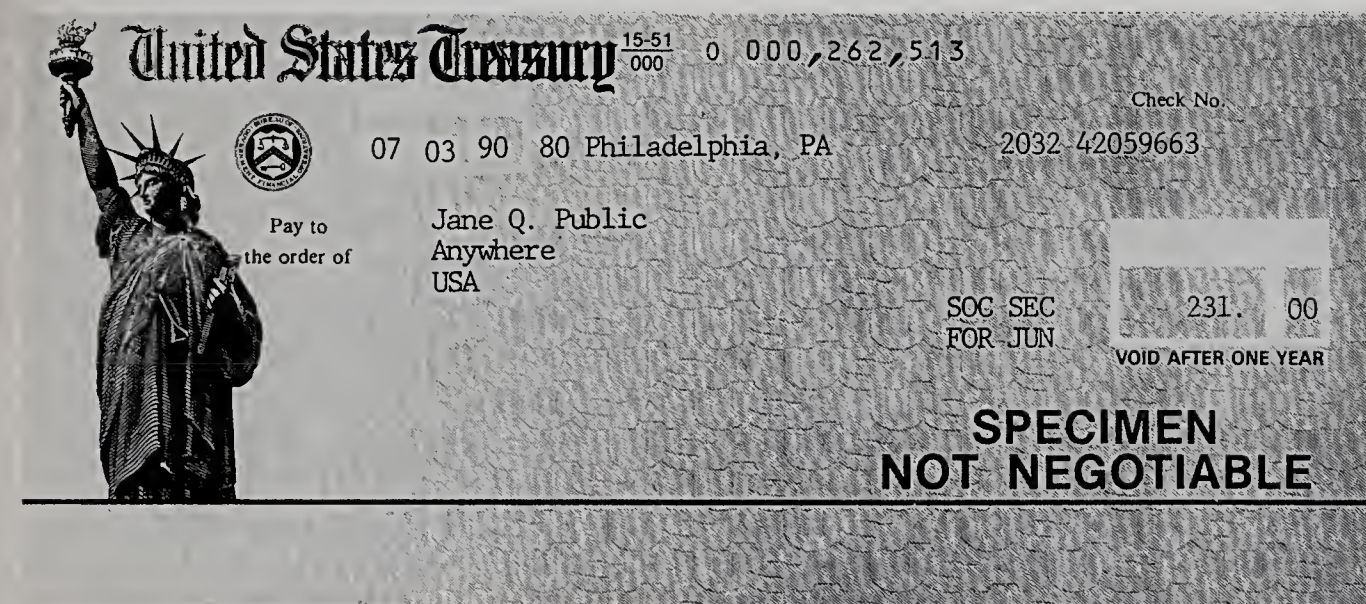 United States Treasury 15-51 0 000,262,513
000
Check No.
07 03 90 80 Philadelphia, PA 2032 42059663
Pay to
the order of
Jane Q. Public
Anywhere
USA
SOC SEC 231. 00
FOR JUN
VOID AFTER ONE YEAR
SPECIMEN
NOT NEGOTIABLE